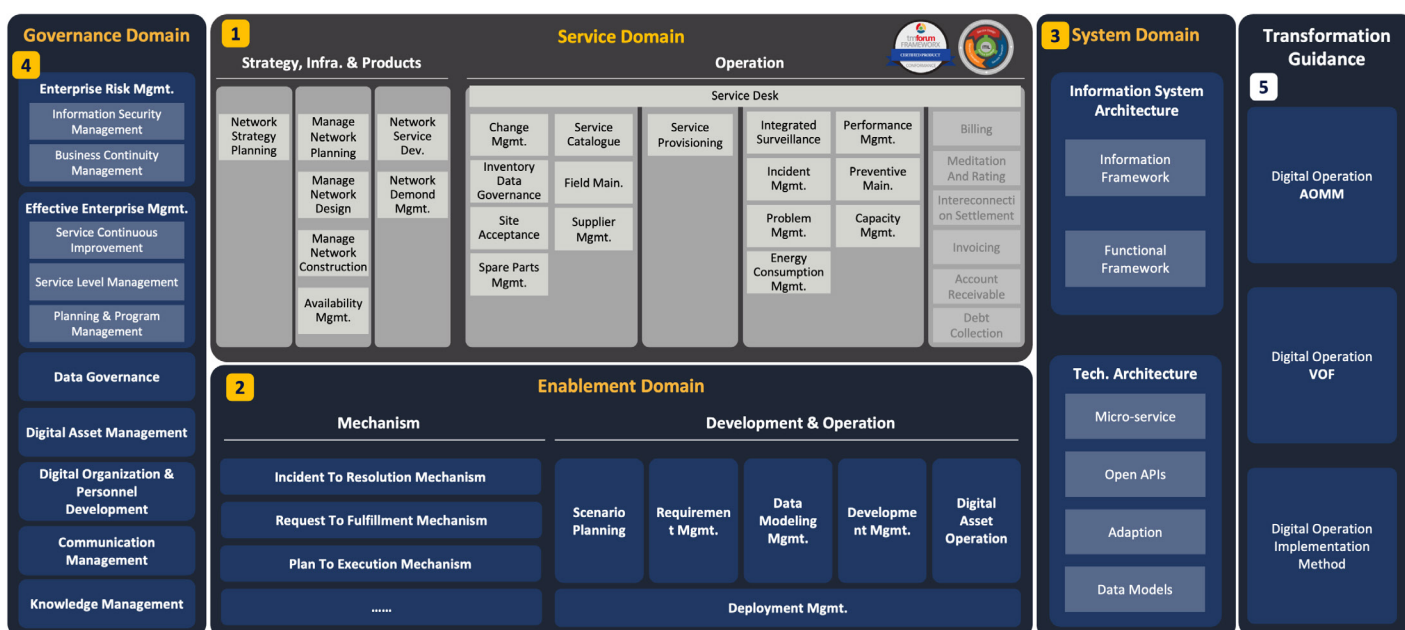 Governance Domain
4
Enterprise Risk Mgmt.
Information Security
Management
Business Continuity
Management
Effective Enterprise Mgmt.
Service Continuous
Improvement
Service Level Management
Planning & Program
Management
Data Governance
Digital Asset Management
Digital Organization &
Personnel
Development
Communication
Management
Knowledge Management
1
Service Domain
tmforum
FRAMEWORX
CERTIFIED PRODUCT
CONFORMANCE
Strategy, Infra. & Products
Operation
Network
Strategy
Planning
Manage
Network
Planning
Manage
Network
Design
Manage
Network
Construction
Availability
Mgmt.
Network
Service
Dev.
Network
Demond
Mgmt.
Service Desk
Change
Mgmt.
Inventory
Data
Governance
Site
Acceptance
Spare Parts
Mgmt.
Service
Catalogue
Field Main.
Supplier
Mgmt.
Service
Provisioning
Integrated
Surveillance
Incident
Mgmt.
Problem
Mgmt.
Energy
Consumption
Mgmt.
Performance
Mgmt.
Preventive
Main.
Capacity
Mgmt.
Billing
Meditation
And Rating
Intereconnecti
on Settlement
Invoicing
Account
Receivable
Debt
Collection
2
Enablement Domain
Mechanism
Incident To Resolution Mechanism
Request To Fulfillment Mechanism
Plan To Execution Mechanism
......
Development & Operation
Scenario
Planning
Requiremen
t Mgmt.
Data
Modeling
Mgmt.
Developme
nt Mgmt.
Digital
Asset
Operation
Deployment Mgmt.
3
System Domain
Information System
Architecture
Information
Framework
Functional
Framework
Tech. Architecture
Micro-service
Open APIs
Adaption
Data Models
Transformation
Guidance
5
Digital Operation
AOMM
Digital Operation
VOF
Digital Operation
Implementation
Method